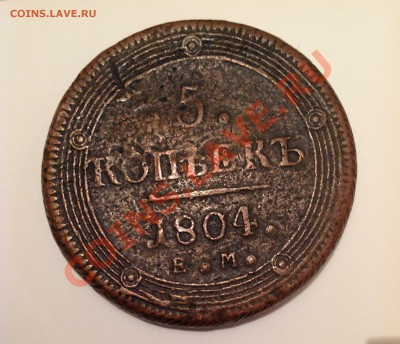 COINS.LAVE.RU
5.
КОПѢЕКЪ
1804.
Е.М.
COINS.LAVE.RU